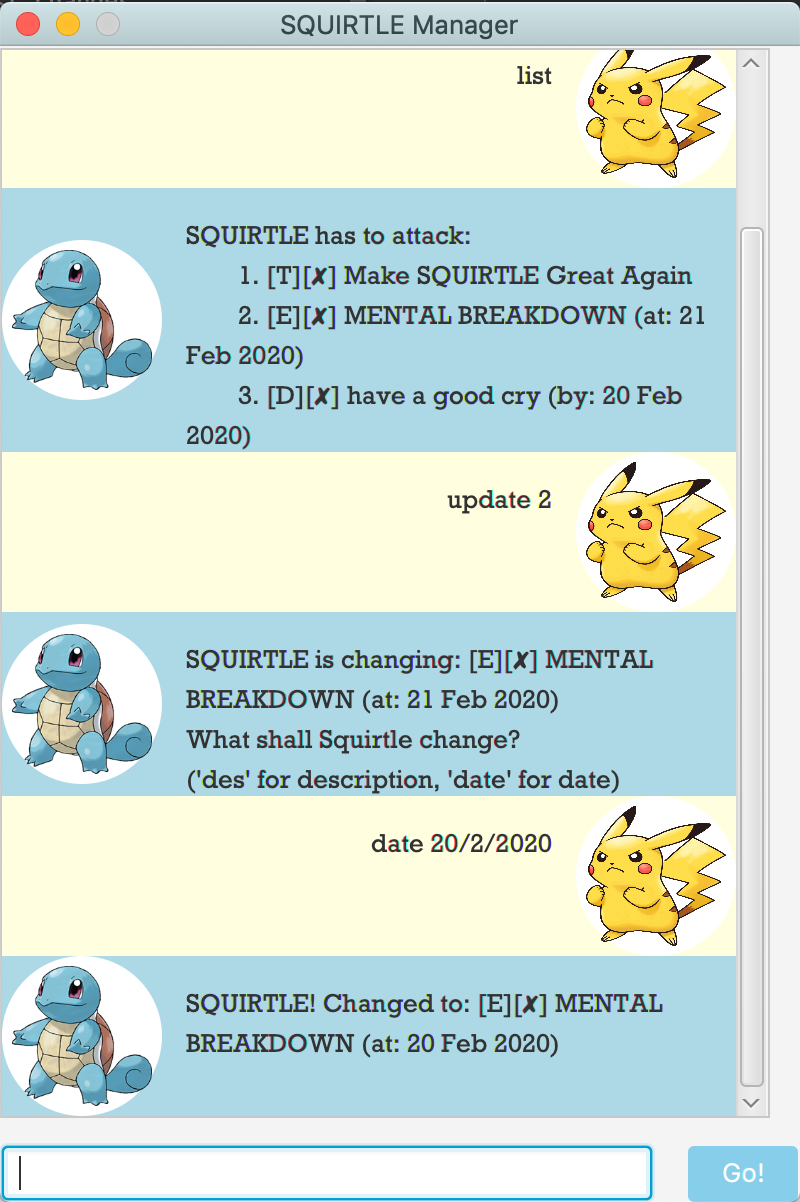 SQUIRTLE Manager
list
SQUIRTLE has to attack:
1. [T][✘] Make SQUIRTLE Great Again
2. [E][✘] MENTAL BREAKDOWN (at: 21
Feb 2020)
3. [D][✘] have a good cry (by: 20 Feb
2020)
update 2
SQUIRTLE is changing: [E][✘] MENTAL
BREAKDOWN (at: 21 Feb 2020)
What shall Squirtle change?
('des' for description, 'date' for date)
date 20/2/2020
SQUIRTLE! Changed to: [E][✘] MENTAL
BREAKDOWN (at: 20 Feb 2020)
Go!